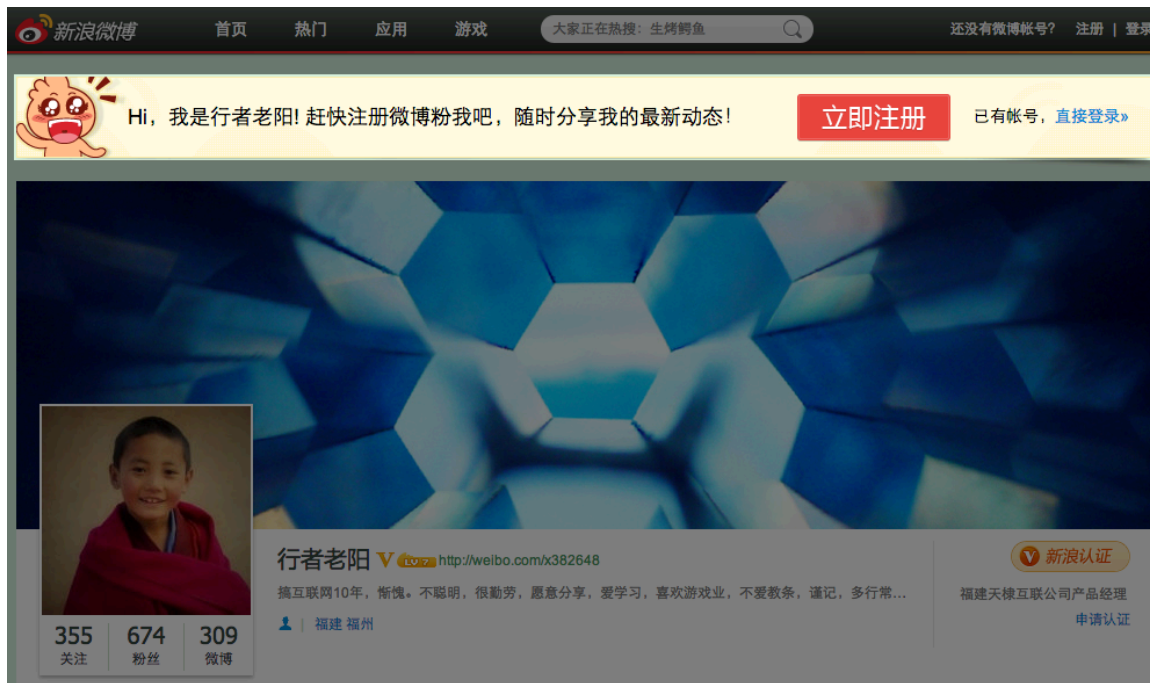 新浪微博 首页 热门 应用 游戏 大家正在热搜：生烤鳄鱼 还没有微博帐号？ 注册 | 登录
Hi，我是行者老阳! 赶快注册微博粉我吧，随时分享我的最新动态! 立即注册 已有帐号，直接登录»
行者老阳 V LV 7 http://weibo.com/x382648
搞互联网10年，惭愧。不聪明，很勤劳，愿意分享，爱学习，喜欢游戏业，不爱教条，谨记，多行常...
福建 福州
355 674 309
关注 粉丝 微博
V 新浪认证
福建天棣互联公司产品经理
申请认证